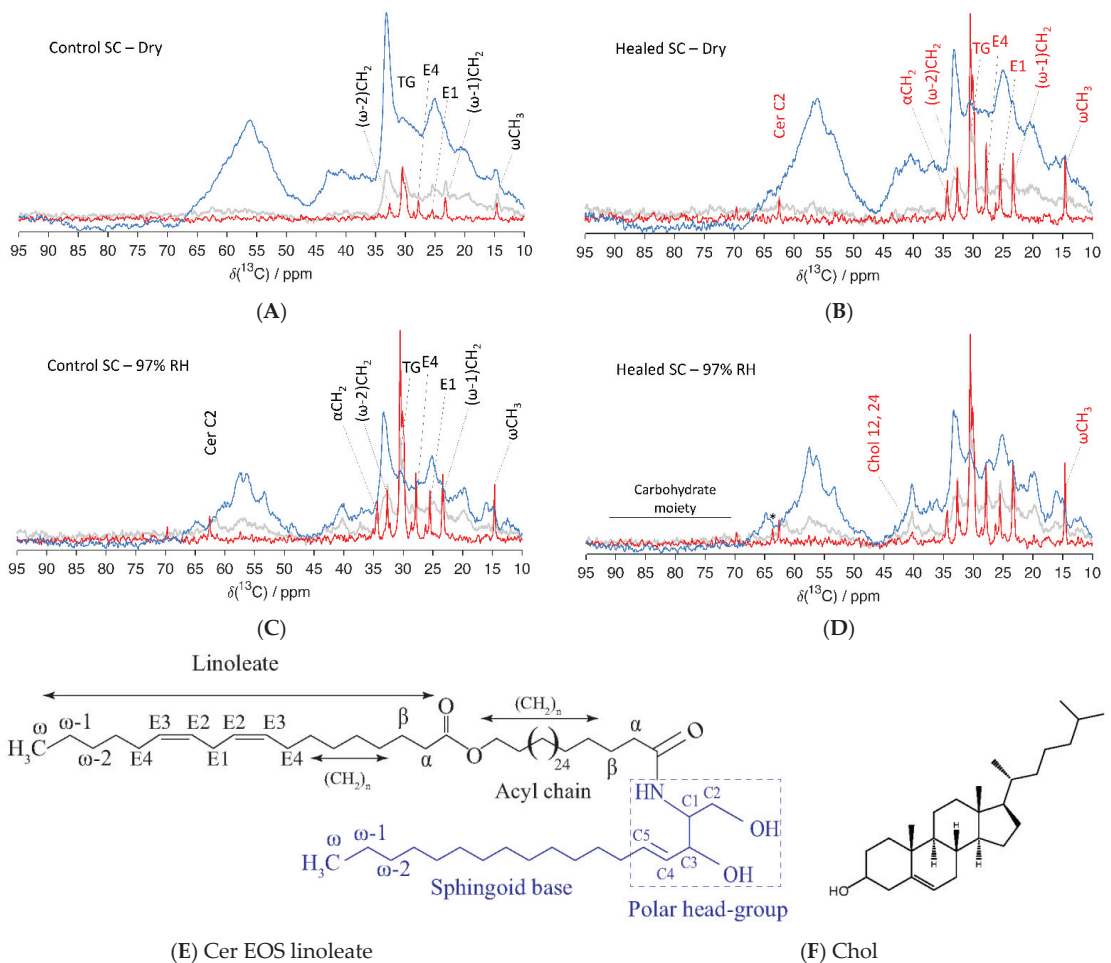 Control SC – Dry
(ω-2)CH₂
TG
E4
E1
(ω-1)CH₂
ωCH₃
95 90 85 80 75 70 65 60 55 50 45 40 35 30 25 20 15 10
δ(¹³C) / ppm
(A)
Healed SC – Dry
Cer C2
αCH₂
(ω-2)CH₂
TG
E4
E1
(ω-1)CH₂
ωCH₃
95 90 85 80 75 70 65 60 55 50 45 40 35 30 25 20 15 10
δ(¹³C) / ppm
(B)
Control SC – 97% RH
Cer C2
αCH₂
(ω-2)CH₂
TG
E4
E1
(ω-1)CH₂
ωCH₃
95 90 85 80 75 70 65 60 55 50 45 40 35 30 25 20 15 10
δ(¹³C) / ppm
(C)
Healed SC – 97% RH
Carbohydrate
moiety
*
Chol 12, 24
ωCH₃
95 90 85 80 75 70 65 60 55 50 45 40 35 30 25 20 15 10
δ(¹³C) / ppm
(D)
Linoleate
O
(CH₂)n
ω ω-1 E3 E2 E2 E3 β α
H₃C ω-2 E4 E1 E4 α O 24 β O
(CH₂)n
Acyl chain
HN C1 C2 OH
ω ω-1 C5 C4 C3 OH
H₃C ω-2
Sphingoid base
Polar head-group
(E) Cer EOS linoleate
H
H H
HO
(F) Chol